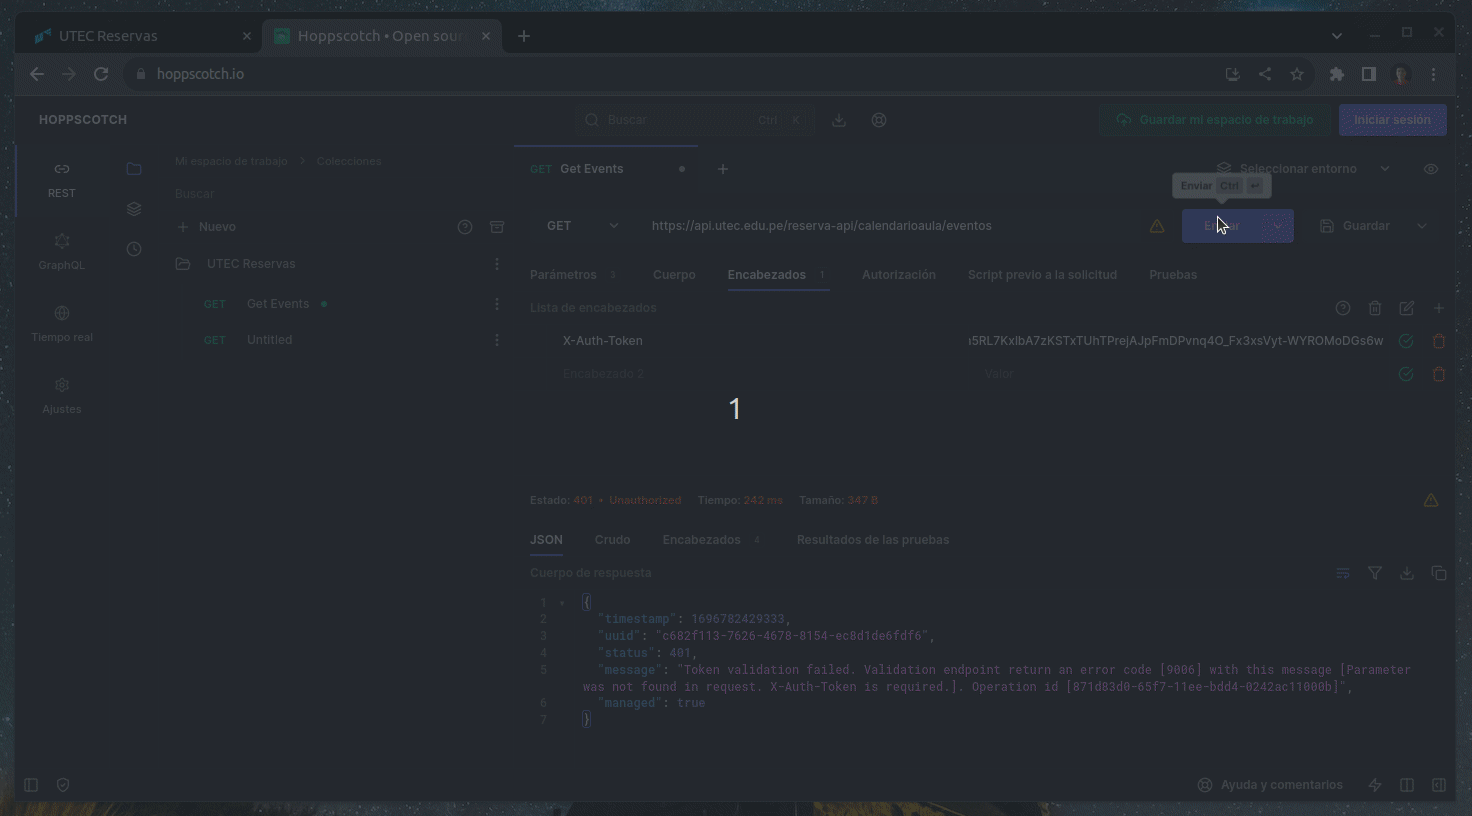 UTEC Reservas
Hoppscotch • Open sour
hoppscotch.io
HOPPSCOTCH
Buscar
Ctrl K
Guardar mi espacio de trabajo
Iniciar sesión
REST
GraphQL
Tiempo real
Ajustes
Mi espacio de trabajo > Colecciones
Buscar
Nuevo
UTEC Reservas
GET Get Events
GET Untitled
GET Get Events
Seleccionar entorno
Enviar Ctrl ↩
GET
https://api.utec.edu.pe/reserva-api/calendarioaula/eventos
Guardar
Parámetros 3
Cuerpo
Encabezados 1
Autorización
Script previo a la solicitud
Pruebas
Lista de encabezados
X-Auth-Token
Encabezado 2
Valor
1
Estado: 401 • Unauthorized Tiempo: 242 ms Tamaño: 347 B
JSON
Crudo
Encabezados 4
Resultados de las pruebas
Cuerpo de respuesta
1 {
2 "timestamp": 1696782429333,
3 "uuid": "c682f113-7626-4678-8154-ec8d1de6fdf6",
4 "status": 401,
5 "message": "Token validation failed. Validation endpoint return an error code [9006] with this message [Parameter
was not found in request. X-Auth-Token is required.]. Operation id [871d83d0-65f7-11ee-bdd4-0242ac11000b]",
6 "managed": true
7 }
Ayuda y comentarios